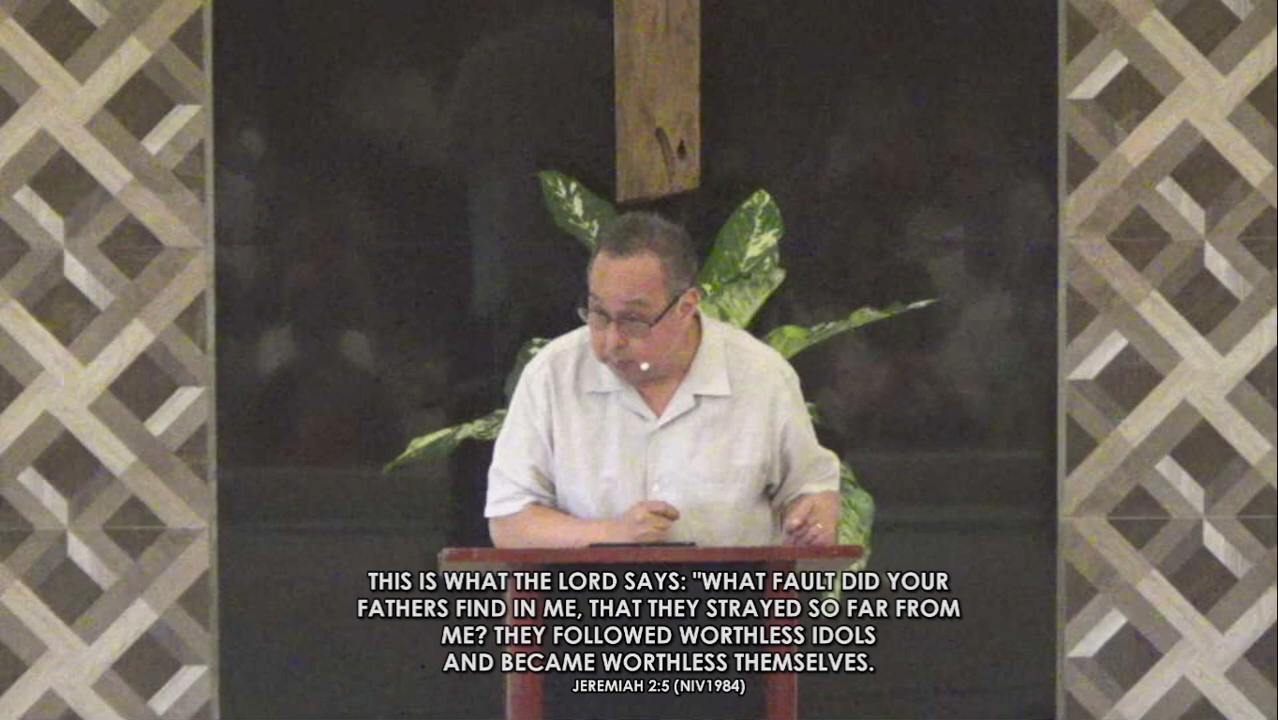 THIS IS WHAT THE LORD SAYS: "WHAT FAULT DID YOUR
FATHERS FIND IN ME, THAT THEY STRAYED SO FAR FROM
ME? THEY FOLLOWED WORTHLESS IDOLS
AND BECAME WORTHLESS THEMSELVES.
JEREMIAH 2:5 (NIV1984)